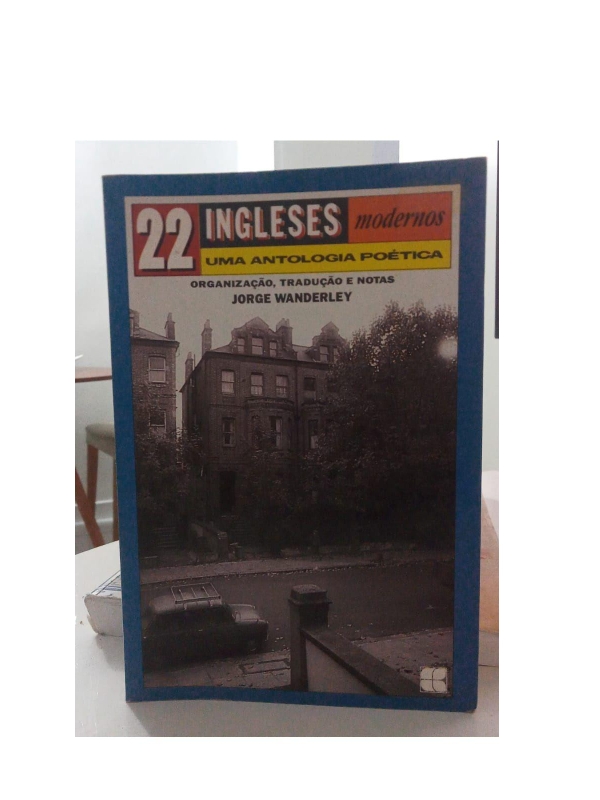 22 INGLESES modernos
UMA ANTOLOGIA POÉTICA
ORGANIZAÇÃO, TRADUÇÃO E NOTAS
JORGE WANDERLEY